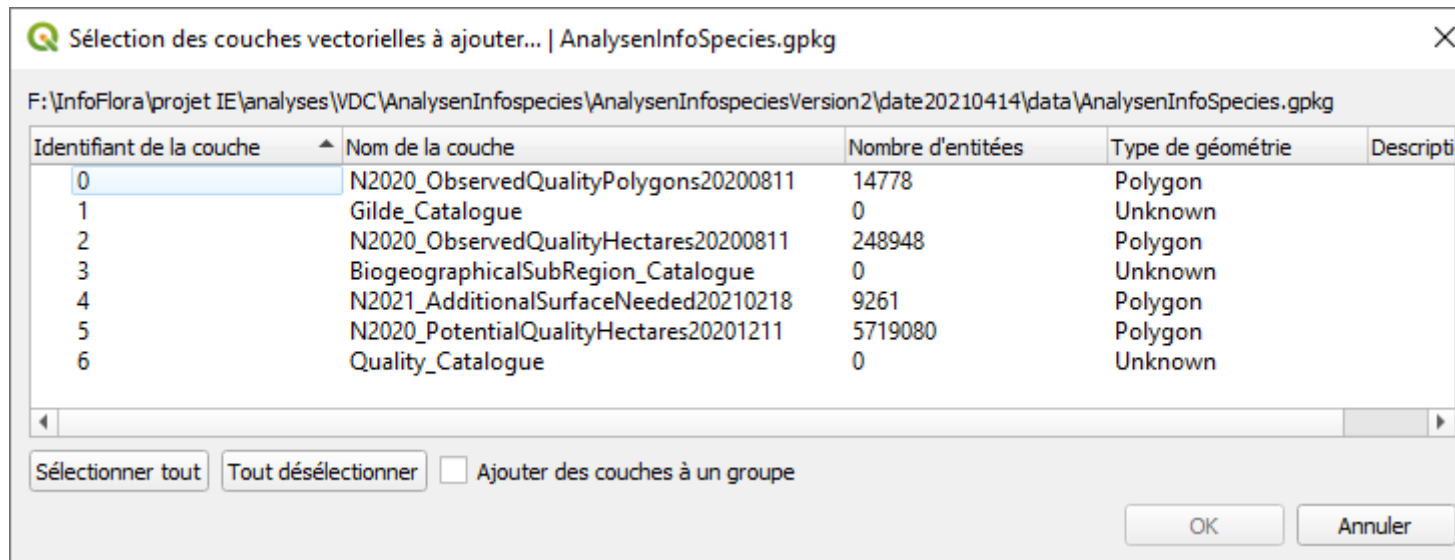 Sélection des couches vectorielles à ajouter... | AnalysenInfoSpecies.gpkg
F:\InfoFlora\projet IE\analyses\VDC\AnalysenInfospecies\AnalysenInfospeciesVersion2\date20210414\data\AnalysenInfoSpecies.gpkg
Identifiant de la couche Nom de la couche Nombre d'entitées Type de géométrie Descripti
0 N2020_ObservedQualityPolygons20200811 14778 Polygon
1 Gilde_Catalogue 0 Unknown
2 N2020_ObservedQualityHectares20200811 248948 Polygon
3 BiogeographicalSubRegion_Catalogue 0 Unknown
4 N2021_AdditionalSurfaceNeeded20210218 9261 Polygon
5 N2020_PotentialQualityHectares20201211 5719080 Polygon
6 Quality_Catalogue 0 Unknown
Sélectionner tout Tout désélectionner Ajouter des couches à un groupe
OK Annuler